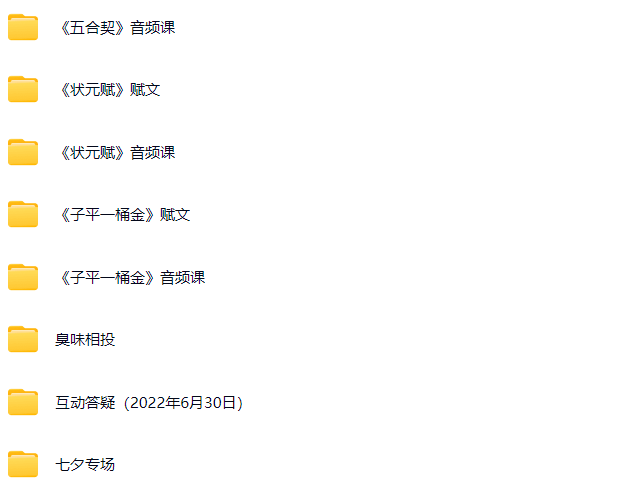 《五合契》音频课
《状元赋》赋文
《状元赋》音频课
《子平一桶金》赋文
《子平一桶金》音频课
臭味相投
互动答疑（2022年6月30日）
七夕专场